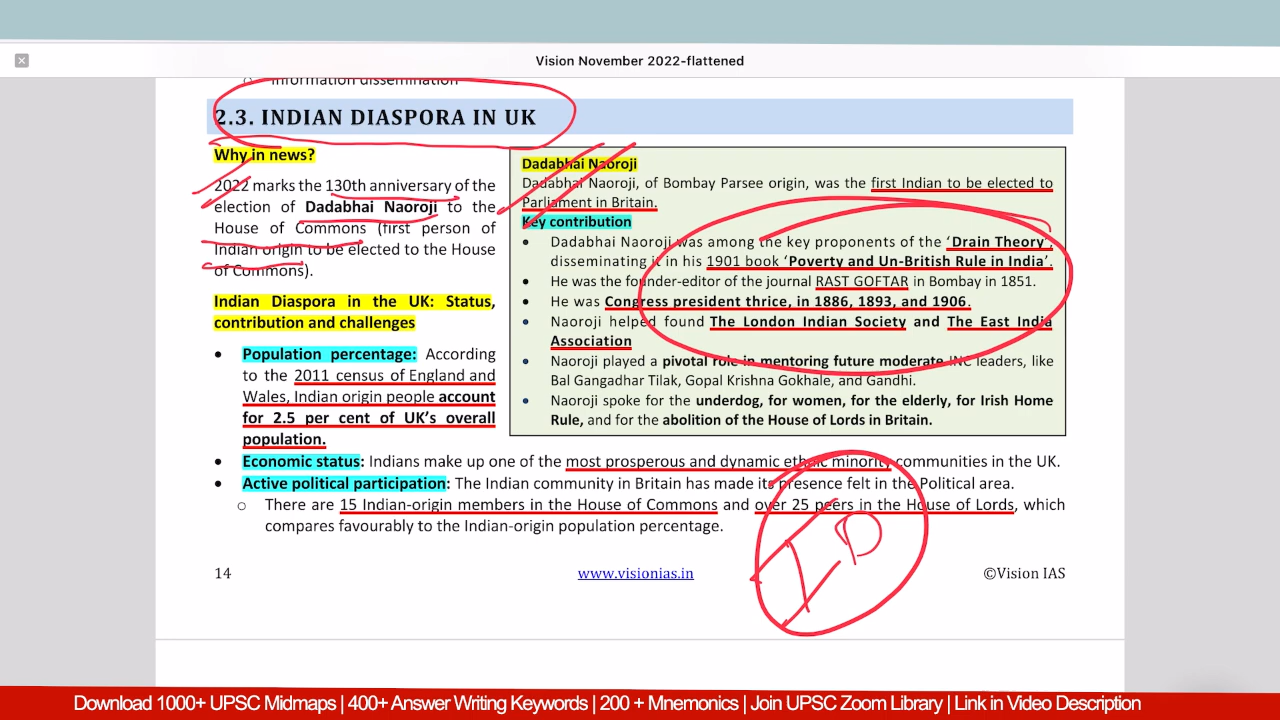 Vision November 2022-flattened
○ Information dissemination
2.3. INDIAN DIASPORA IN UK
Why in news?
2022 marks the 130th anniversary of the
election of Dadabhai Naoroji to the
House of Commons (first person of
Indian origin to be elected to the House
of Commons).
Indian Diaspora in the UK: Status,
contribution and challenges
• Population percentage: According
to the 2011 census of England and
Wales, Indian origin people account
for 2.5 per cent of UK's overall
population.
Dadabhai Naoroji
Dadabhai Naoroji, of Bombay Parsee origin, was the first Indian to be elected to
Parliament in Britain.
Key contribution
• Dadabhai Naoroji was among the key proponents of the 'Drain Theory',
disseminating it in his 1901 book 'Poverty and Un-British Rule in India'.
• He was the founder-editor of the journal RAST GOFTAR in Bombay in 1851.
• He was Congress president thrice, in 1886, 1893, and 1906.
• Naoroji helped found The London Indian Society and The East India
Association
• Naoroji played a pivotal role in mentoring future moderate INC leaders, like
Bal Gangadhar Tilak, Gopal Krishna Gokhale, and Gandhi.
• Naoroji spoke for the underdog, for women, for the elderly, for Irish Home
Rule, and for the abolition of the House of Lords in Britain.
• Economic status: Indians make up one of the most prosperous and dynamic ethnic minority communities in the UK.
• Active political participation: The Indian community in Britain has made its presence felt in the Political area.
○ There are 15 Indian-origin members in the House of Commons and over 25 peers in the House of Lords, which
compares favourably to the Indian-origin population percentage.
14
www.visionias.in
©Vision IAS
Download 1000+ UPSC Midmaps | 400+ Answer Writing Keywords | 200 + Mnemonics | Join UPSC Zoom Library | Link in Video Description